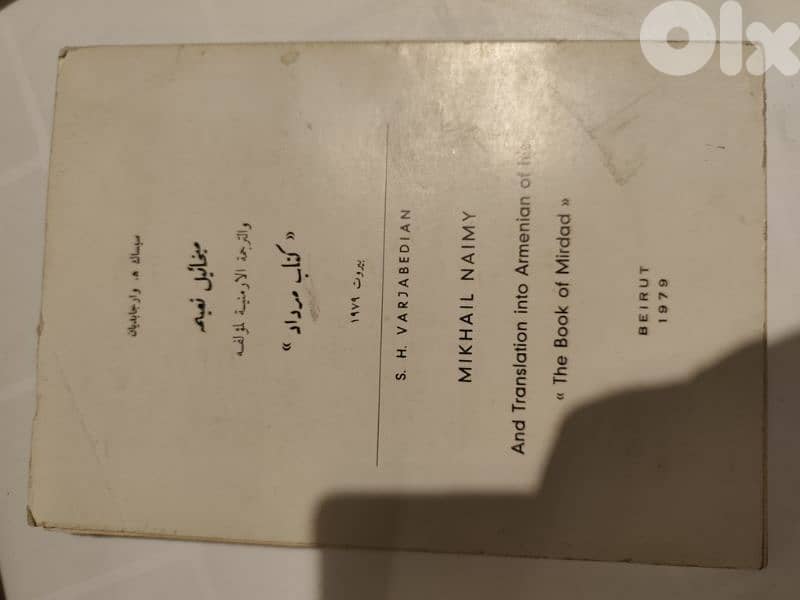 سيساك ه. وارجابديان
ميخائيل نعيمه
والترجمة الارمنية لمؤلفه
« كتاب مرداد »
بيروت ١٩٧٩
S. H. VARJABEDIAN
MIKHAIL NAIMY
And Translation into Armenian of his
« The Book of Mirdad »
BEIRUT
1979
Olx